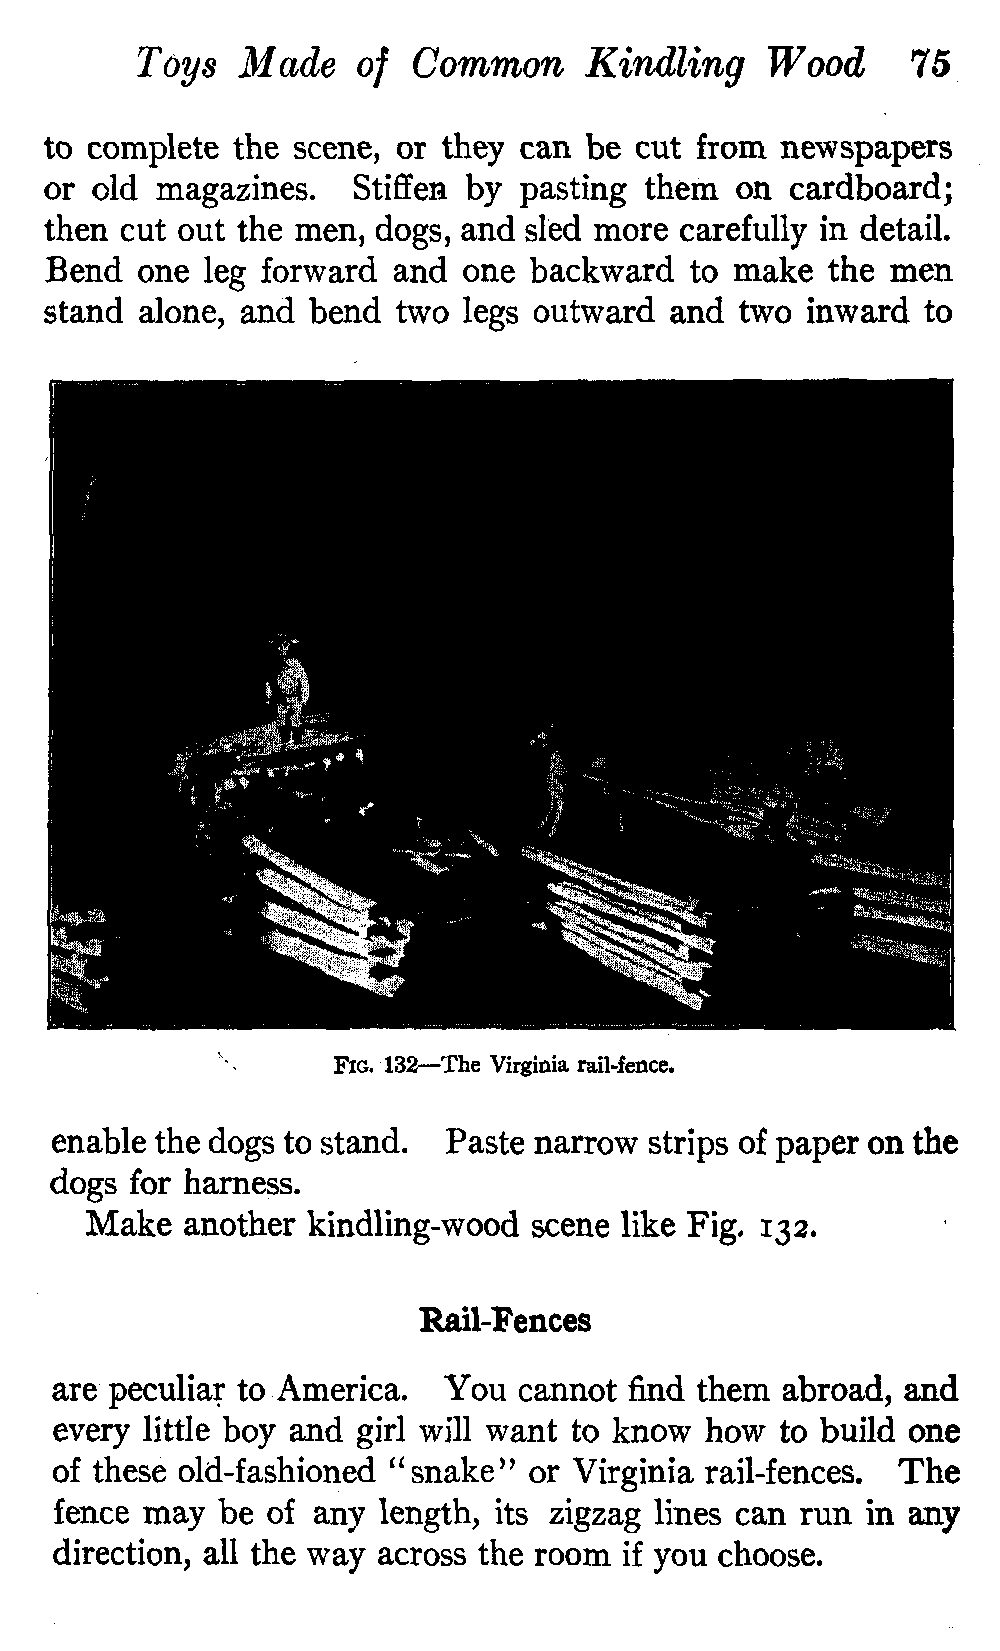 Toys Made of Common Kindling Wood 75
to complete the scene, or they can be cut from newspapers
or old magazines. Stiffen by pasting them on cardboard;
then cut out the men, dogs, and sled more carefully in detail.
Bend one leg forward and one backward to make the men
stand alone, and bend two legs outward and two inward to
FIG. 132—The Virginia rail-fence.
enable the dogs to stand. Paste narrow strips of paper on the
dogs for harness.
Make another kindling-wood scene like Fig. 132.
Rail-Fences
are peculiar to America. You cannot find them abroad, and
every little boy and girl will want to know how to build one
of these old-fashioned "snake" or Virginia rail-fences. The
fence may be of any length, its zigzag lines can run in any
direction, all the way across the room if you choose.